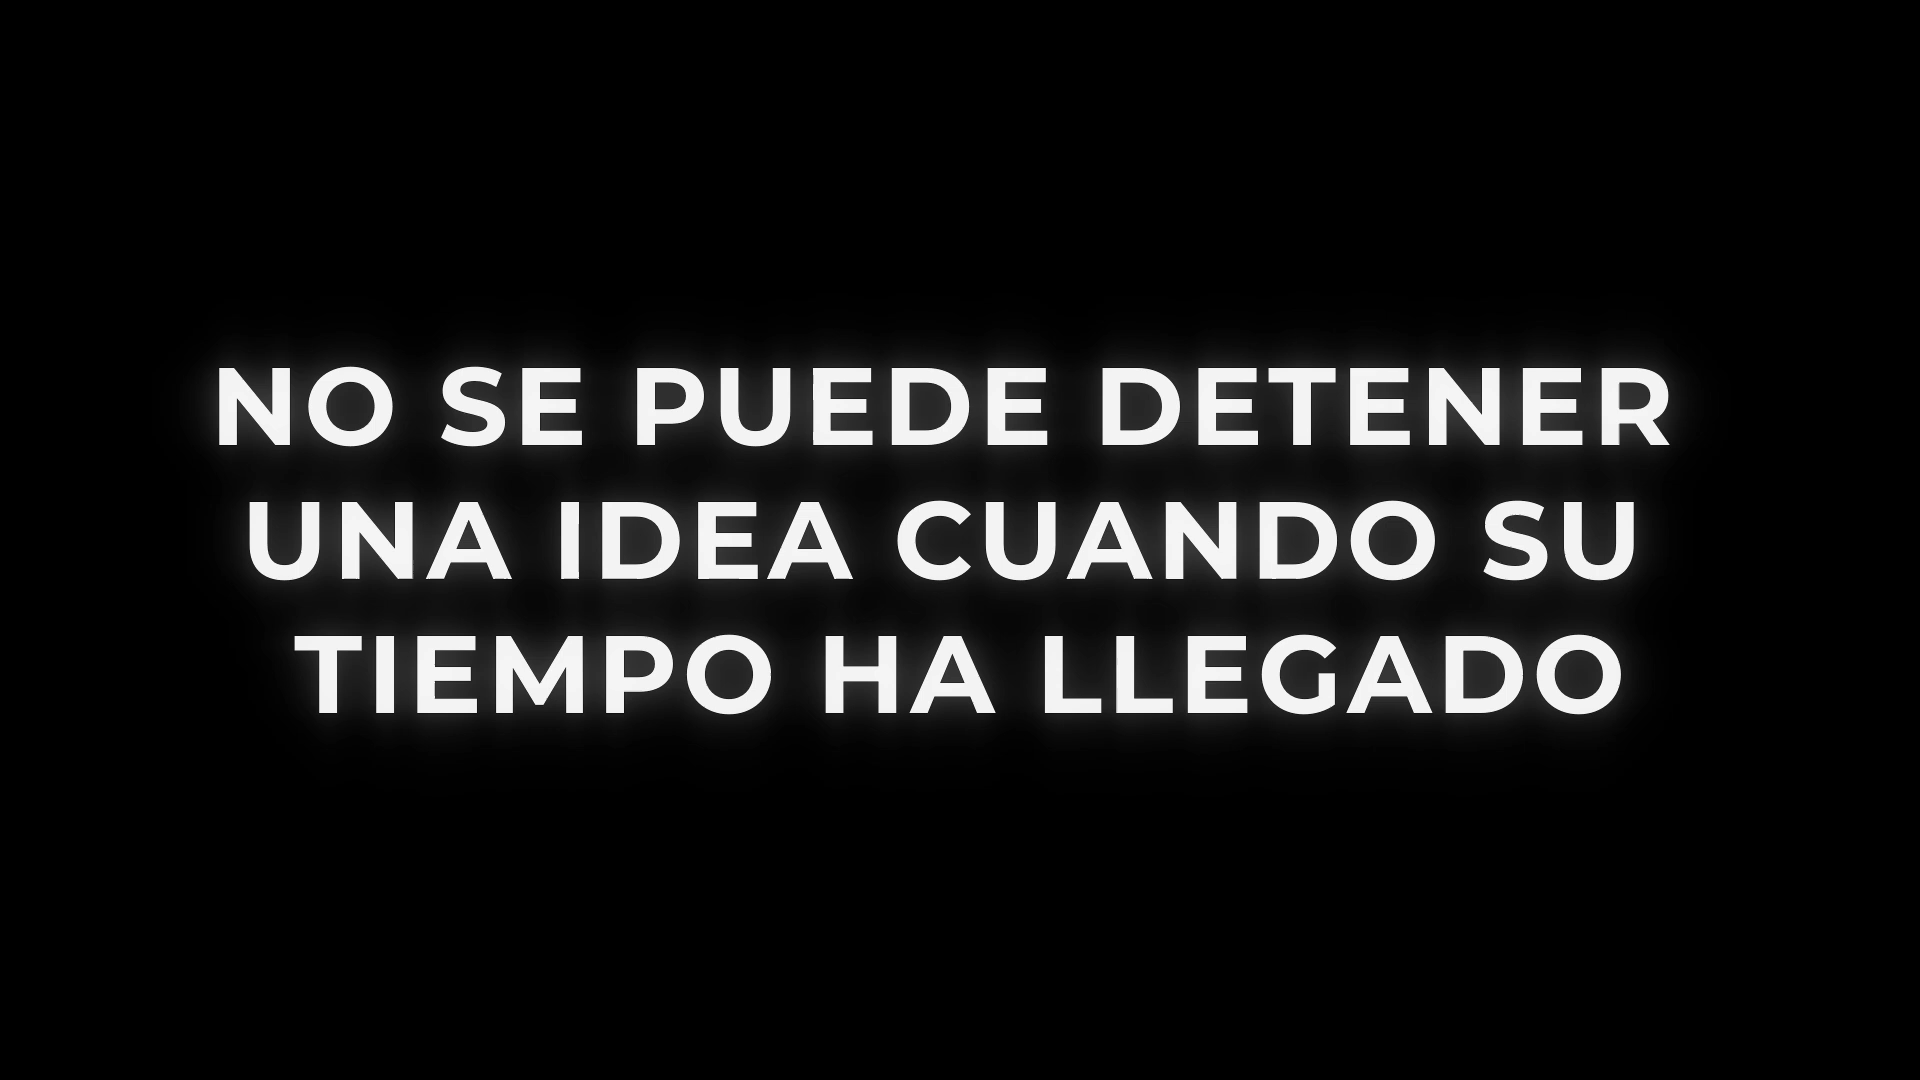 NO SE PUEDE DETENER
UNA IDEA CUANDO SU
TIEMPO HA LLEGADO